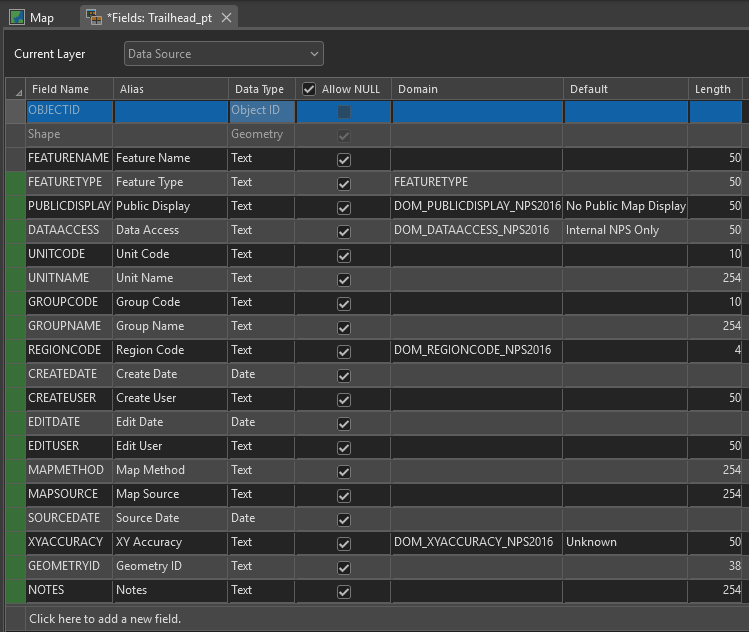 Map *Fields: Trailhead_pt
Current Layer Data Source
Field Name Alias Data Type Allow NULL Domain Default Length
OBJECTID Object ID
Shape Geometry
FEATURENAME Feature Name Text 50
FEATURETYPE Feature Type Text FEATURETYPE 50
PUBLICDISPLAY Public Display Text DOM_PUBLICDISPLAY_NPS2016 No Public Map Display 50
DATAACCESS Data Access Text DOM_DATAACCESS_NPS2016 Internal NPS Only 50
UNITCODE Unit Code Text 10
UNITNAME Unit Name Text 254
GROUPCODE Group Code Text 10
GROUPNAME Group Name Text 254
REGIONCODE Region Code Text DOM_REGIONCODE_NPS2016 4
CREATEDATE Create Date Date
CREATEUSER Create User Text 50
EDITDATE Edit Date Date
EDITUSER Edit User Text 50
MAPMETHOD Map Method Text 254
MAPSOURCE Map Source Text 254
SOURCEDATE Source Date Date
XYACCURACY XY Accuracy Text DOM_XYACCURACY_NPS2016 Unknown 50
GEOMETRYID Geometry ID Text 38
NOTES Notes Text 254
Click here to add a new field.